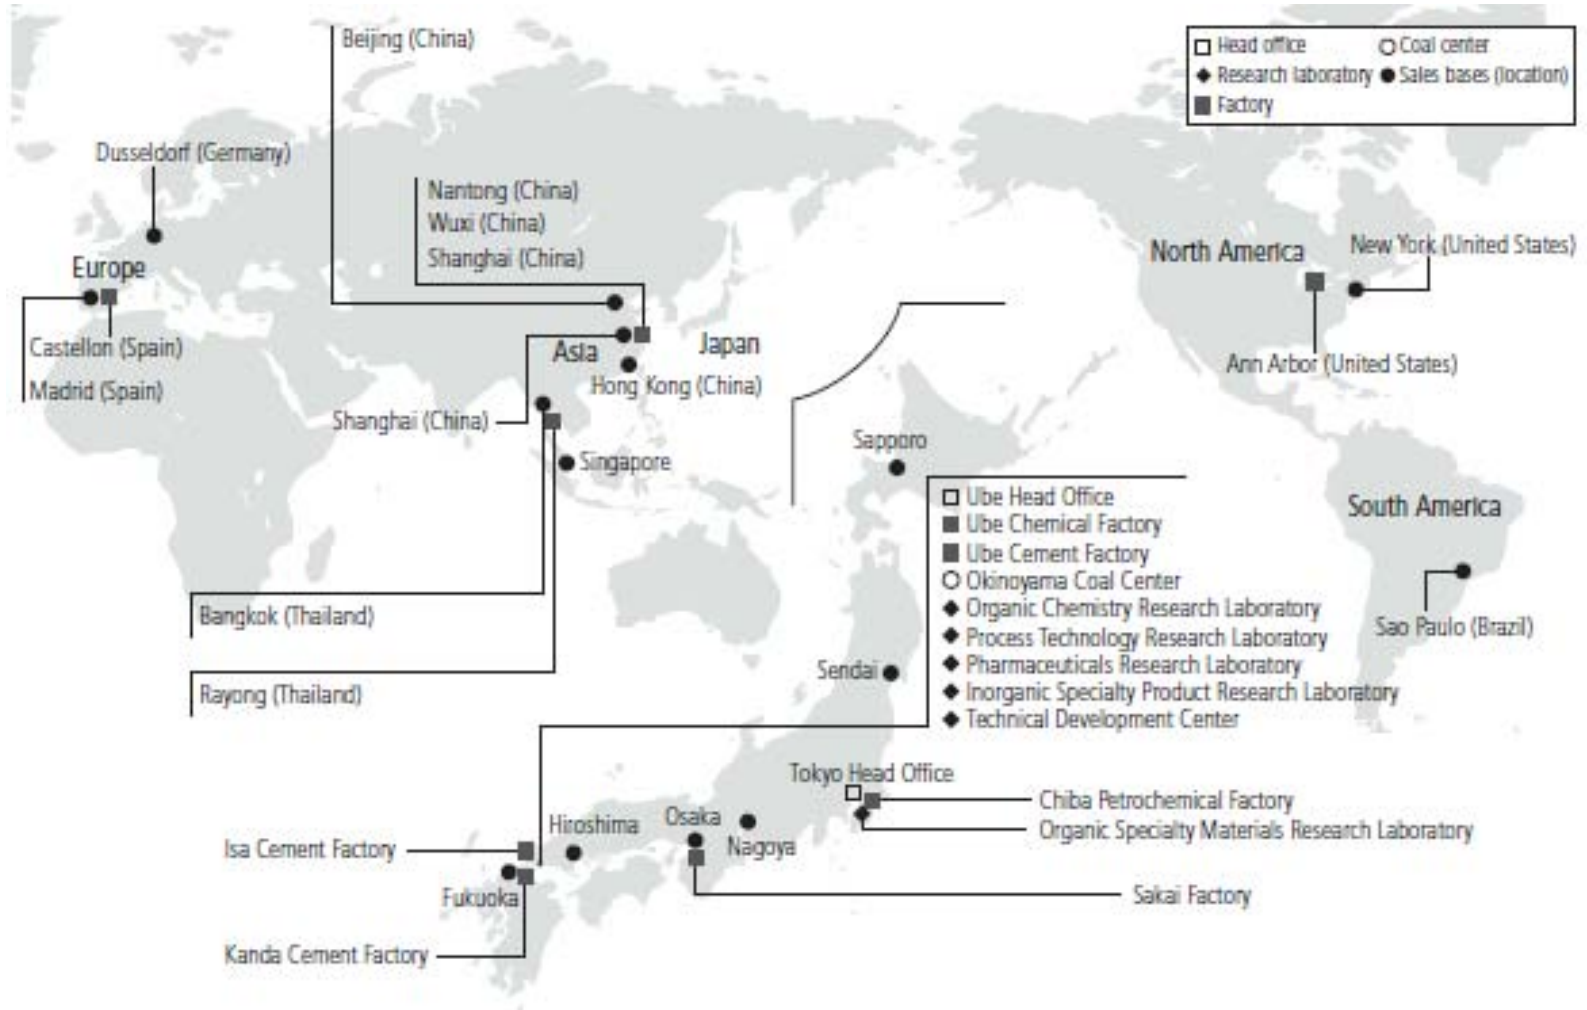 Beijing (China)
Head office
Coal center
Research laboratory
Sales bases (location)
Factory
Dusseldorf (Germany)
Nantong (China)
Wuxi (China)
Shanghai (China)
Europe
Castellon (Spain)
Madrid (Spain)
Asia
Japan
Hong Kong (China)
Shanghai (China)
Singapore
Bangkok (Thailand)
Rayong (Thailand)
North America
New York (United States)
Ann Arbor (United States)
South America
Sao Paulo (Brazil)
Sapporo
Ube Head Office
Ube Chemical Factory
Ube Cement Factory
Okinoyama Coal Center
Organic Chemistry Research Laboratory
Process Technology Research Laboratory
Pharmaceuticals Research Laboratory
Inorganic Specialty Product Research Laboratory
Technical Development Center
Sendai
Tokyo Head Office
Chiba Petrochemical Factory
Organic Specialty Materials Research Laboratory
Hiroshima
Osaka
Nagoya
Isa Cement Factory
Fukuoka
Sakai Factory
Kanda Cement Factory